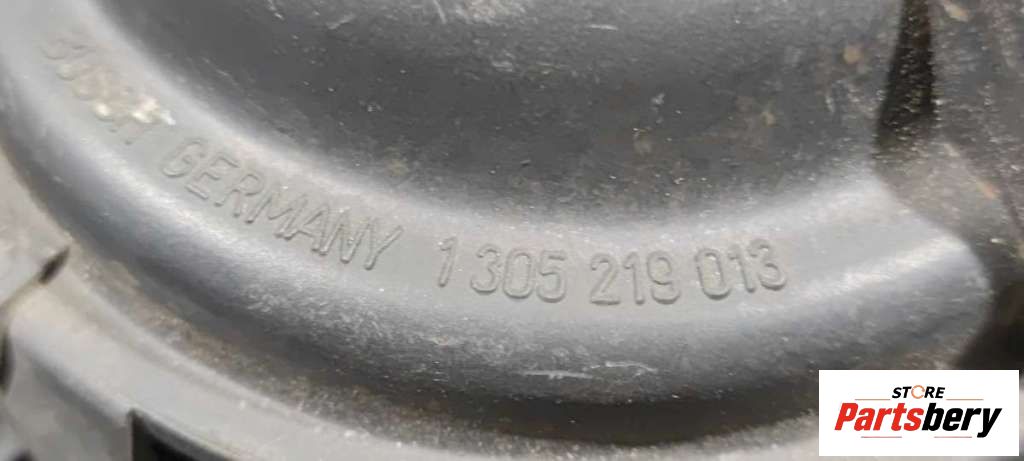 GERMANY 1 305 219 013
STORE
Partsbery